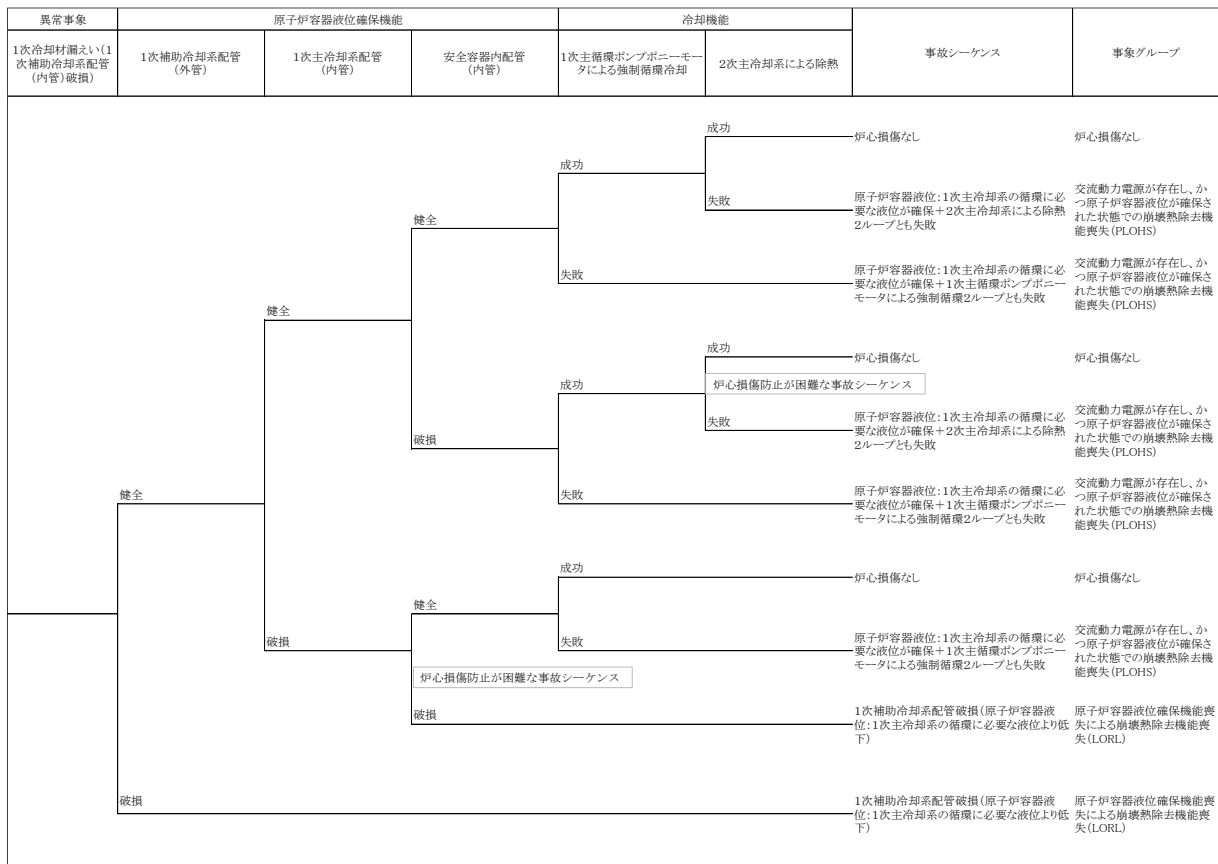 異常事象
原子炉容器液位確保機能
冷却機能
事故シーケンス
事象グループ
1次冷却材漏えい(1
次補助冷却系配管
(内管)破損)
1次補助冷却系配管
(外管)
1次主冷却系配管
(内管)
安全容器内配管
(内管)
1次主循環ポンプポニーモー
タによる強制循環冷却
2次主冷却系による除熱
成功
炉心損傷なし
炉心損傷なし
成功
失敗
原子炉容器液位:1次主冷却系の循環に必
要な液位が確保+2次主冷却系による除熱
2ループとも失敗
交流動力電源が存在し、か
つ原子炉容器液位が確保さ
れた状態での崩壊熱除去機
能喪失(PLOHS)
健全
失敗
原子炉容器液位:1次主冷却系の循環に必
要な液位が確保+1次主循環ポンプポニー
モータによる強制循環2ループとも失敗
交流動力電源が存在し、か
つ原子炉容器液位が確保さ
れた状態での崩壊熱除去機
能喪失(PLOHS)
健全
成功
炉心損傷なし
炉心損傷なし
成功
炉心損傷防止が困難な事故シーケンス
失敗
原子炉容器液位:1次主冷却系の循環に必
要な液位が確保+2次主冷却系による除熱
2ループとも失敗
交流動力電源が存在し、か
つ原子炉容器液位が確保さ
れた状態での崩壊熱除去機
能喪失(PLOHS)
破損
健全
失敗
原子炉容器液位:1次主冷却系の循環に必
要な液位が確保+1次主循環ポンプポニー
モータによる強制循環2ループとも失敗
交流動力電源が存在し、か
つ原子炉容器液位が確保さ
れた状態での崩壊熱除去機
能喪失(PLOHS)
成功
炉心損傷なし
炉心損傷なし
健全
破損
失敗
原子炉容器液位:1次主冷却系の循環に必
要な液位が確保+1次主循環ポンプポニー
モータによる強制循環2ループとも失敗
交流動力電源が存在し、か
つ原子炉容器液位が確保さ
れた状態での崩壊熱除去機
能喪失(PLOHS)
炉心損傷防止が困難な事故シーケンス
破損
1次補助冷却系配管破損(原子炉容器液
位:1次主冷却系の循環に必要な液位より低
下)
原子炉容器液位確保機能喪
失による崩壊熱除去機能喪
失(LORL)
破損
1次補助冷却系配管破損(原子炉容器液
位:1次主冷却系の循環に必要な液位より低
下)
原子炉容器液位確保機能喪
失による崩壊熱除去機能喪
失(LORL)